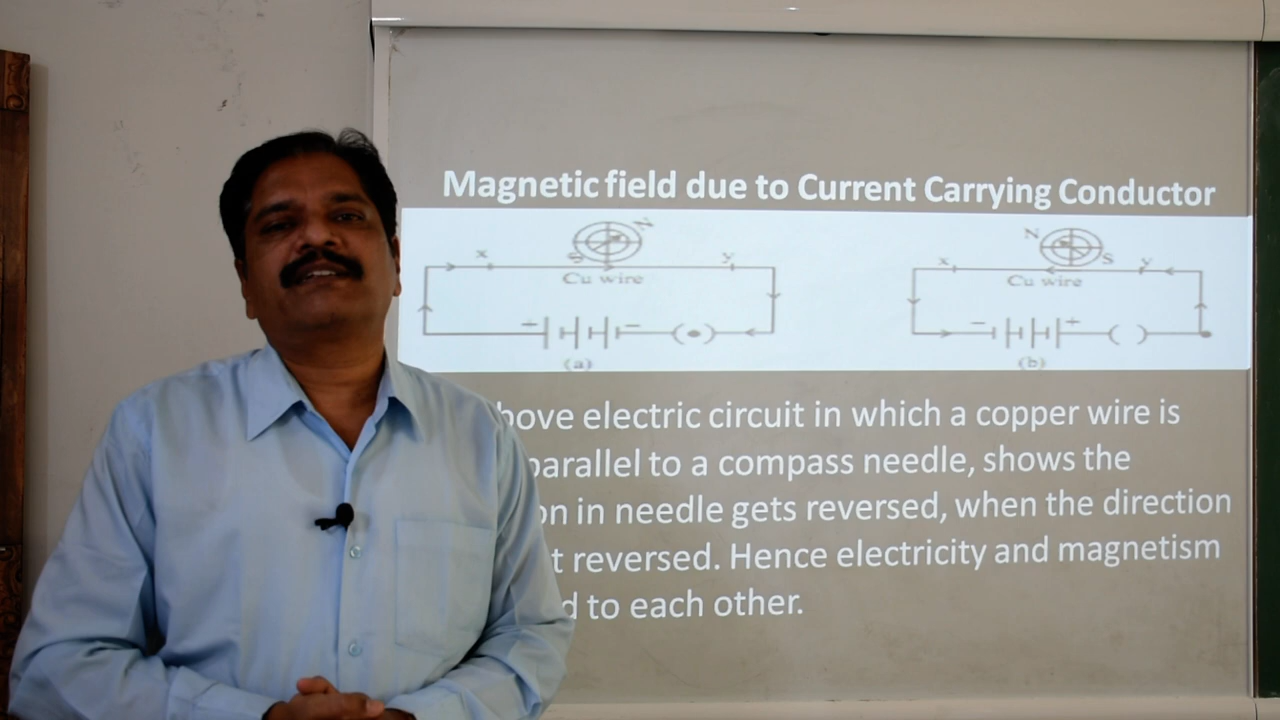 Magnetic field due to Current Carrying Conductor
N
N
S
x
y
x
y
Cu wire
Cu wire
(a)
(b)
electric circuit in which a copper wire is
parallel to a compass needle, shows the
in needle gets reversed, when the direction
reversed. Hence electricity and magnetism
to each other.